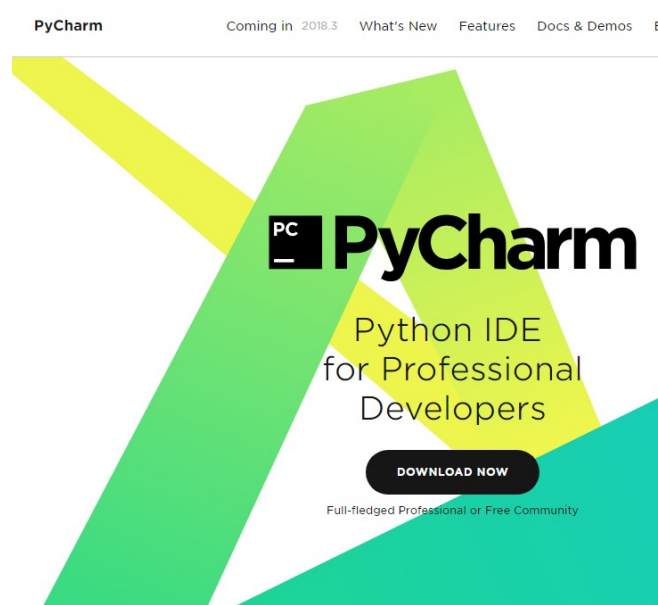 PyCharm Coming in 2018.3 What's New Features Docs & Demos
PC
PyCharm
Python IDE
for Professional
Developers
DOWNLOAD NOW
Full-fledged Professional or Free Community